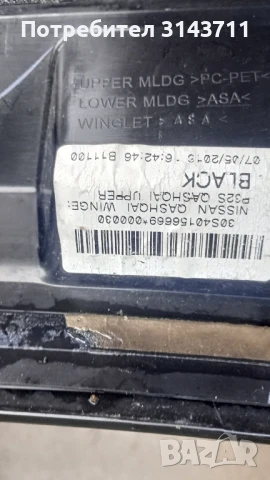 Потребител 3143711
UPPER MLDG >PC-PET<
LOWER MLDG >ASA<
WINGLET >ASA<
07/05/2013 16:42:46 B11100
BLACK
P32S QASHQAI UPPER
NISSAN QASHQAI WINGE:
30S40156669*000030
BAZAR